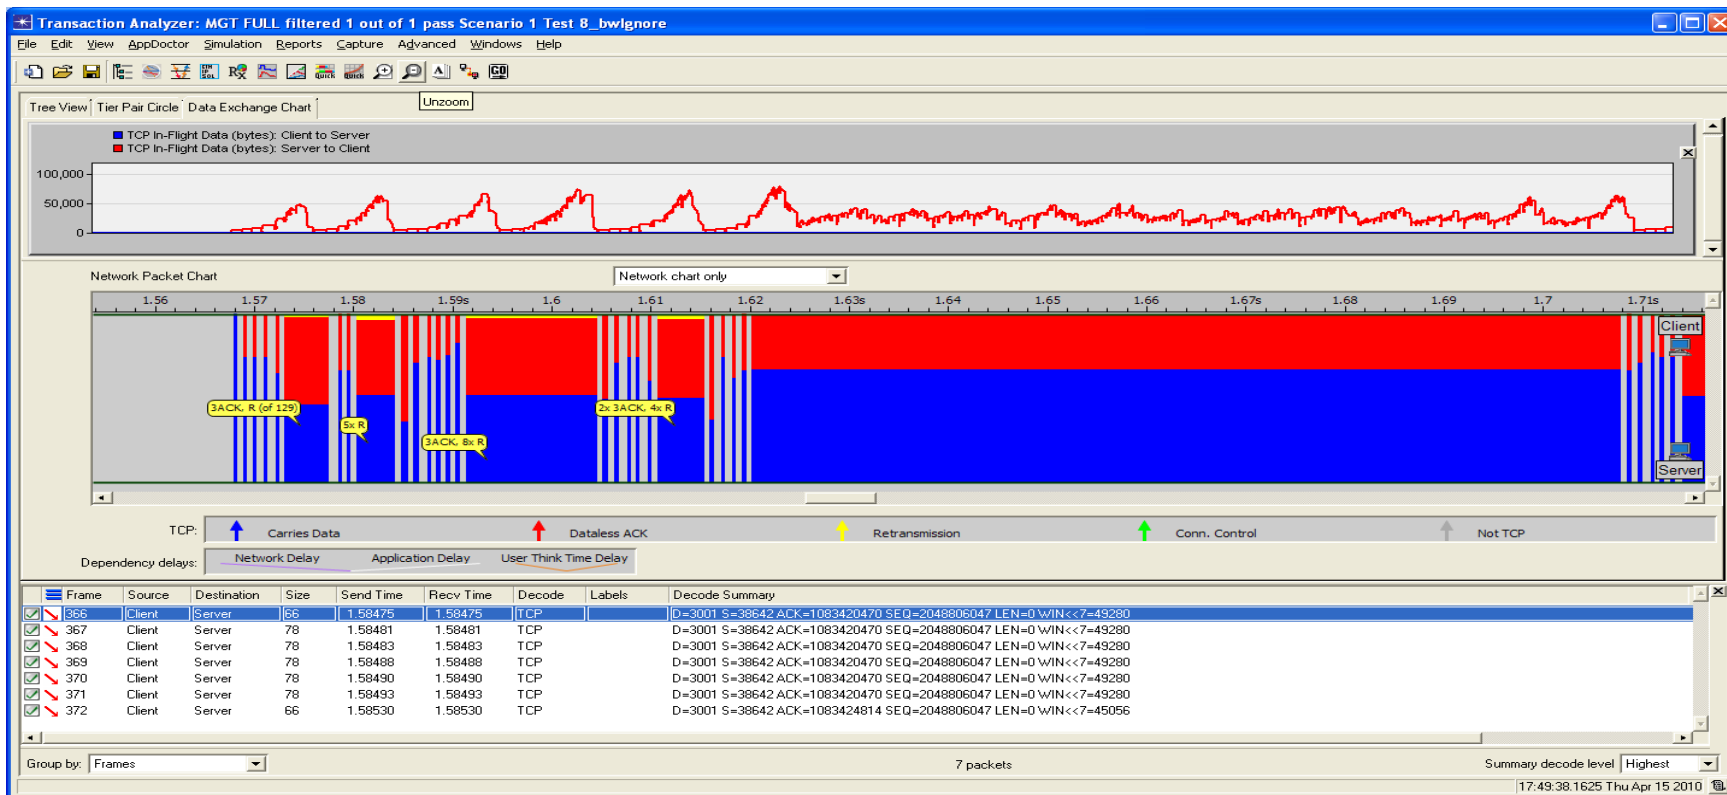 Transaction Analyzer: MGT FULL filtered 1 out of 1 pass Scenario 1 Test 8_bwIgnore
File Edit View AppDoctor Simulation Reports Capture Advanced Windows Help
Unzoom
Tree View Tier Pair Circle Data Exchange Chart
TCP In-Flight Data (bytes): Client to Server
TCP In-Flight Data (bytes): Server to Client
100,000
50,000
0
Network Packet Chart Network chart only
1.56 1.57 1.58 1.59s 1.6 1.61 1.62 1.63s 1.64 1.65 1.66 1.67s 1.68 1.69 1.7 1.71s
Client
3ACK, R (of 129)
2x 3ACK, 4x R
5x R
3ACK, 8x R
Server
TCP: Carries Data Dataless ACK Retransmission Conn. Control Not TCP
Dependency delays: Network Delay Application Delay User Think Time Delay
Frame Source Destination Size Send Time Recv Time Decode Labels Decode Summary
366 Client Server 66 1.58475 1.58475 TCP D=3001 S=38642 ACK=1083420470 SEQ=2048806047 LEN=0 WIN<<7=49280
367 Client Server 78 1.58481 1.58481 TCP D=3001 S=38642 ACK=1083420470 SEQ=2048806047 LEN=0 WIN<<7=49280
368 Client Server 78 1.58483 1.58483 TCP D=3001 S=38642 ACK=1083420470 SEQ=2048806047 LEN=0 WIN<<7=49280
369 Client Server 78 1.58488 1.58488 TCP D=3001 S=38642 ACK=1083420470 SEQ=2048806047 LEN=0 WIN<<7=49280
370 Client Server 78 1.58490 1.58490 TCP D=3001 S=38642 ACK=1083420470 SEQ=2048806047 LEN=0 WIN<<7=49280
371 Client Server 78 1.58493 1.58493 TCP D=3001 S=38642 ACK=1083420470 SEQ=2048806047 LEN=0 WIN<<7=49280
372 Client Server 66 1.58530 1.58530 TCP D=3001 S=38642 ACK=1083424814 SEQ=2048806047 LEN=0 WIN<<7=45056
Group by: Frames 7 packets Summary decode level Highest
17:49:38.1625 Thu Apr 15 2010